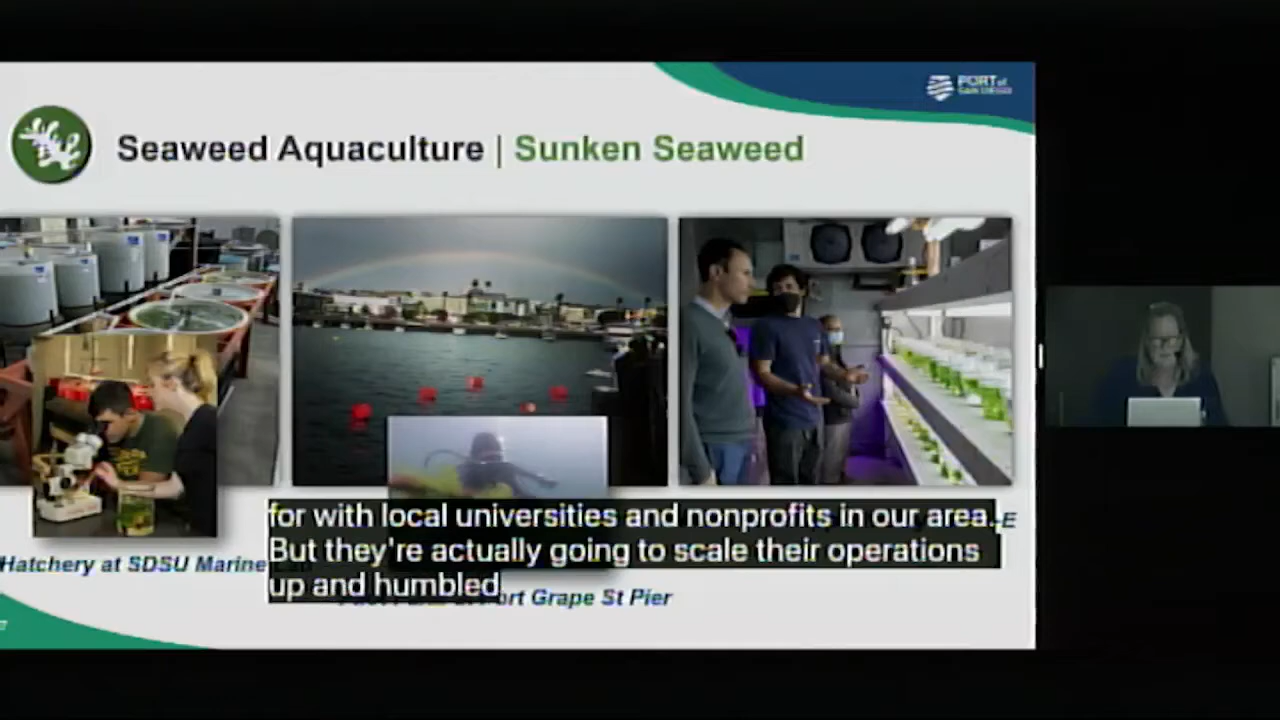 PORT of
SAN DIEGO
Seaweed Aquaculture | Sunken Seaweed
for with local universities and nonprofits in our area.
But they're actually going to scale their operations
up and humbled
Hatchery at SDSU Marine
Grape St Pier